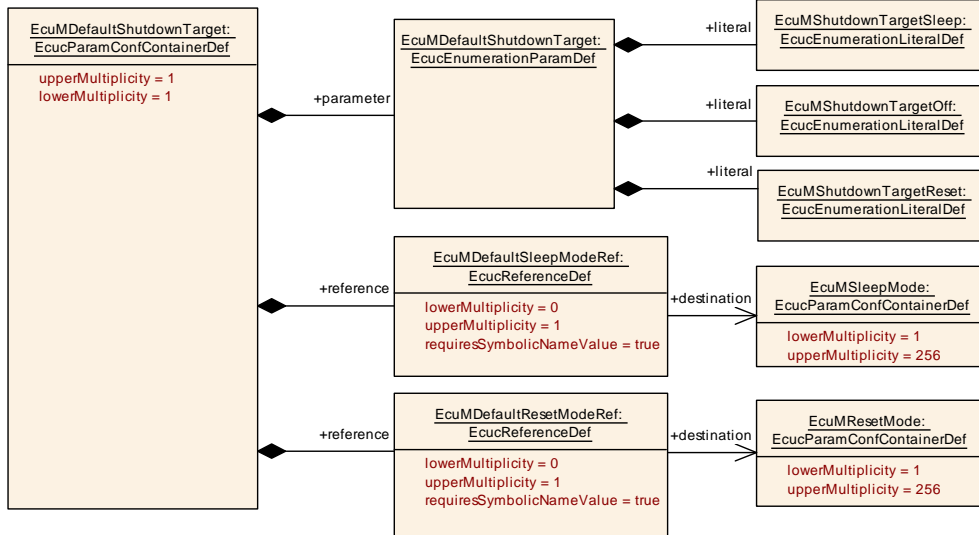 EcuMDefaultShutdownTarget:
EcucParamConfContainerDef
upperMultiplicity = 1
lowerMultiplicity = 1
+parameter
EcuMDefaultShutdownTarget:
EcucEnumerationParamDef
+literal
EcuMShutdownTargetSleep:
EcucEnumerationLiteralDef
+literal
EcuMShutdownTargetOff:
EcucEnumerationLiteralDef
+literal
EcuMShutdownTargetReset:
EcucEnumerationLiteralDef
+reference
EcuMDefaultSleepModeRef:
EcucReferenceDef
lowerMultiplicity = 0
upperMultiplicity = 1
requiresSymbolicNameValue = true
+destination
EcuMSleepMode:
EcucParamConfContainerDef
lowerMultiplicity = 1
upperMultiplicity = 256
+reference
EcuMDefaultResetModeRef:
EcucReferenceDef
lowerMultiplicity = 0
upperMultiplicity = 1
requiresSymbolicNameValue = true
+destination
EcuMResetMode:
EcucParamConfContainerDef
lowerMultiplicity = 1
upperMultiplicity = 256